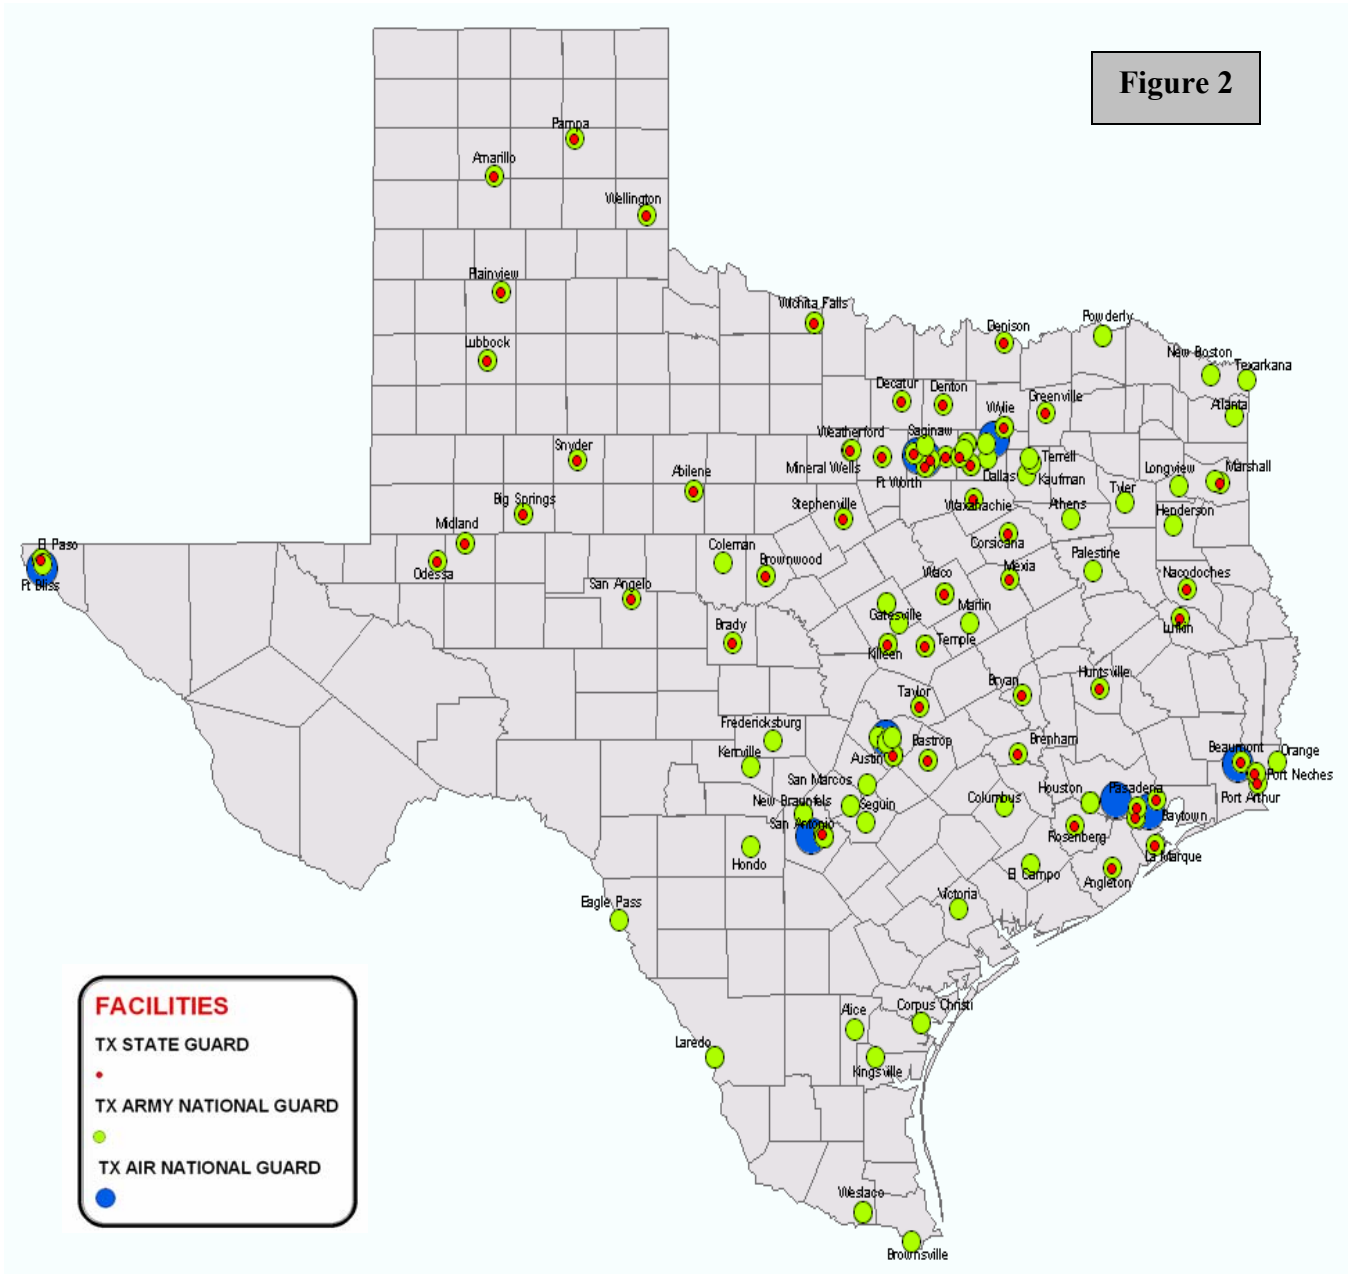 Figure 2
Pampa
Amarillo
Wellington
Plainview
Wichita Falls
Lubbock
Denison
Powderly
New Boston
Texarkana
Decatur
Denton
Greenville
Wylie
Atlanta
Saginaw
Weatherford
Snyder
Mineral Wells
Terrell
Abilene
Dallas
Kaufman
Longview
Marshall
Ft Worth
Big Springs
Stephenville
Waxahachie
Athens
Tyler
Henderson
Midland
El Paso
Coleman
Corsicana
Brownwood
Palestine
Odessa
Mexia
Waco
Nacodoches
Ft Bliss
San Angelo
Marlin
Gatesville
Brady
Temple
Lufkin
Killeen
Huntsville
Bryan
Taylor
Fredericksburg
Bastrop
Brenham
Beaumont
Orange
Kerrville
Austin
Port Neches
San Marcos
Houston
Pasadena
Columbus
Port Arthur
New Braunfels
Seguin
Baytown
San Antonio
Rosenberg
La Marque
Hondo
El Campo
Angleton
Victoria
Eagle Pass
Corpus Christi
Alice
Laredo
Kingsville
Weslaco
Brownsville
FACILITIES
TX STATE GUARD
TX ARMY NATIONAL GUARD
TX AIR NATIONAL GUARD